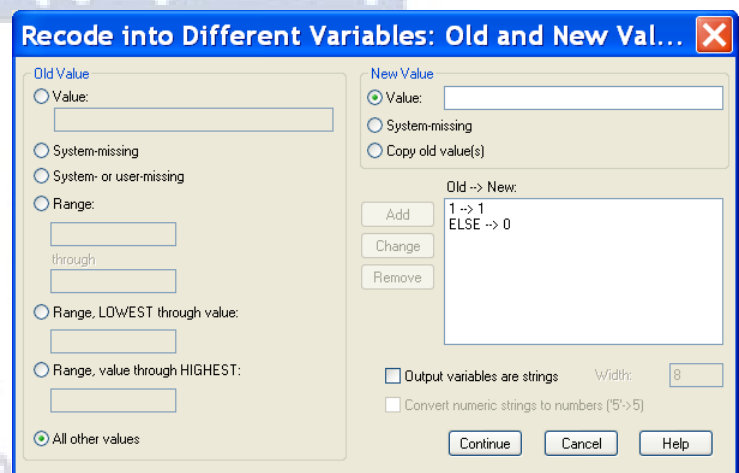 Recode into Different Variables: Old and New Val...
Old Value
Value:
System-missing
System- or user-missing
Range:
through
Range, LOWEST through value:
Range, value through HIGHEST:
All other values
New Value
Value:
System-missing
Copy old value(s)
Old --> New:
Add
Change
Remove
1 --> 1
ELSE --> 0
Output variables are strings Width: 8
Convert numeric strings to numbers ('5'->5)
Continue Cancel Help